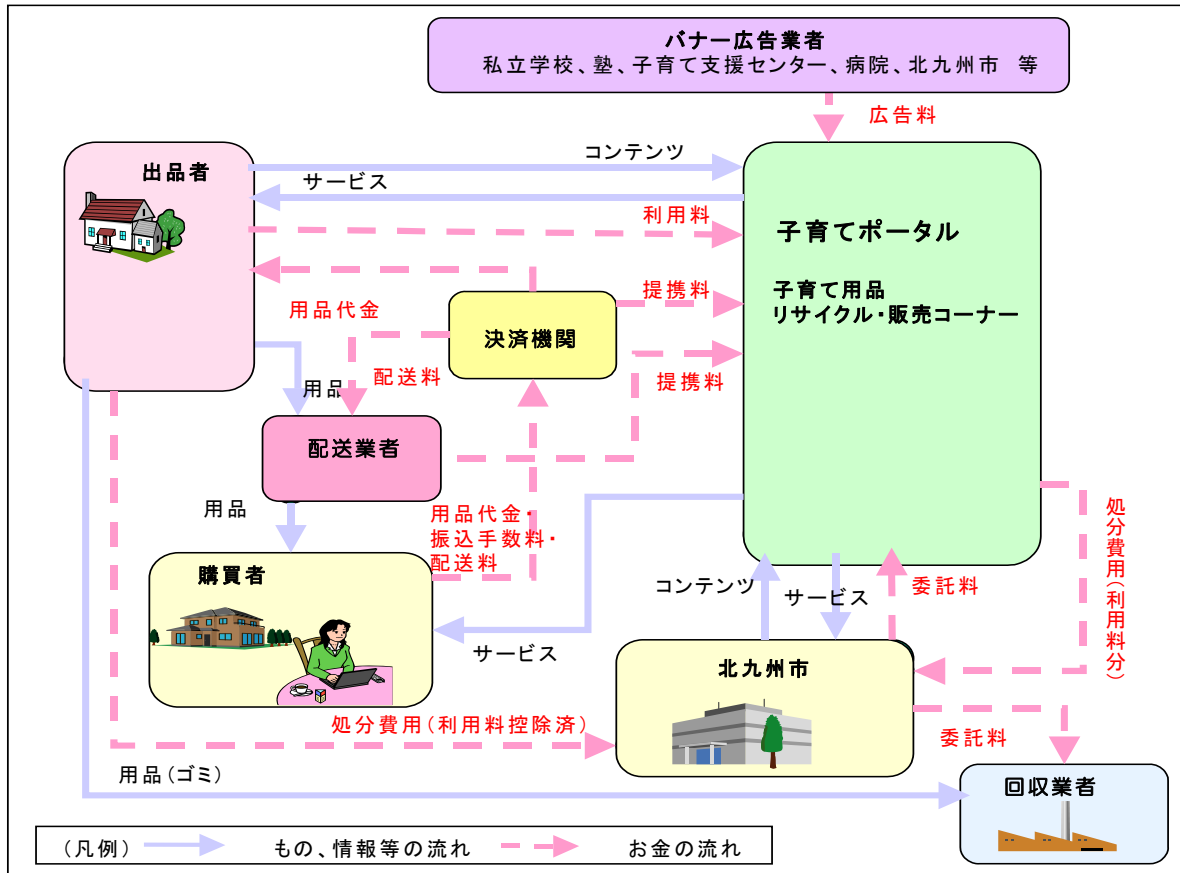 バナー広告業者
私立学校、塾、子育て支援センター、病院、北九州市 等
広告料
出品者
コンテンツ
サービス
利用料
子育てポータル
子育て用品
リサイクル・販売コーナー
用品代金
決済機関
提携料
配送料
提携料
用品
配送業者
用品
用品代金・
振込手数料・
配送料
購買者
サービス
コンテンツ
サービス
委託料
処分費用(利用料分)
北九州市
処分費用(利用料控除済)
委託料
用品(ゴミ)
回収業者
(凡例)
もの、情報等の流れ
お金の流れ